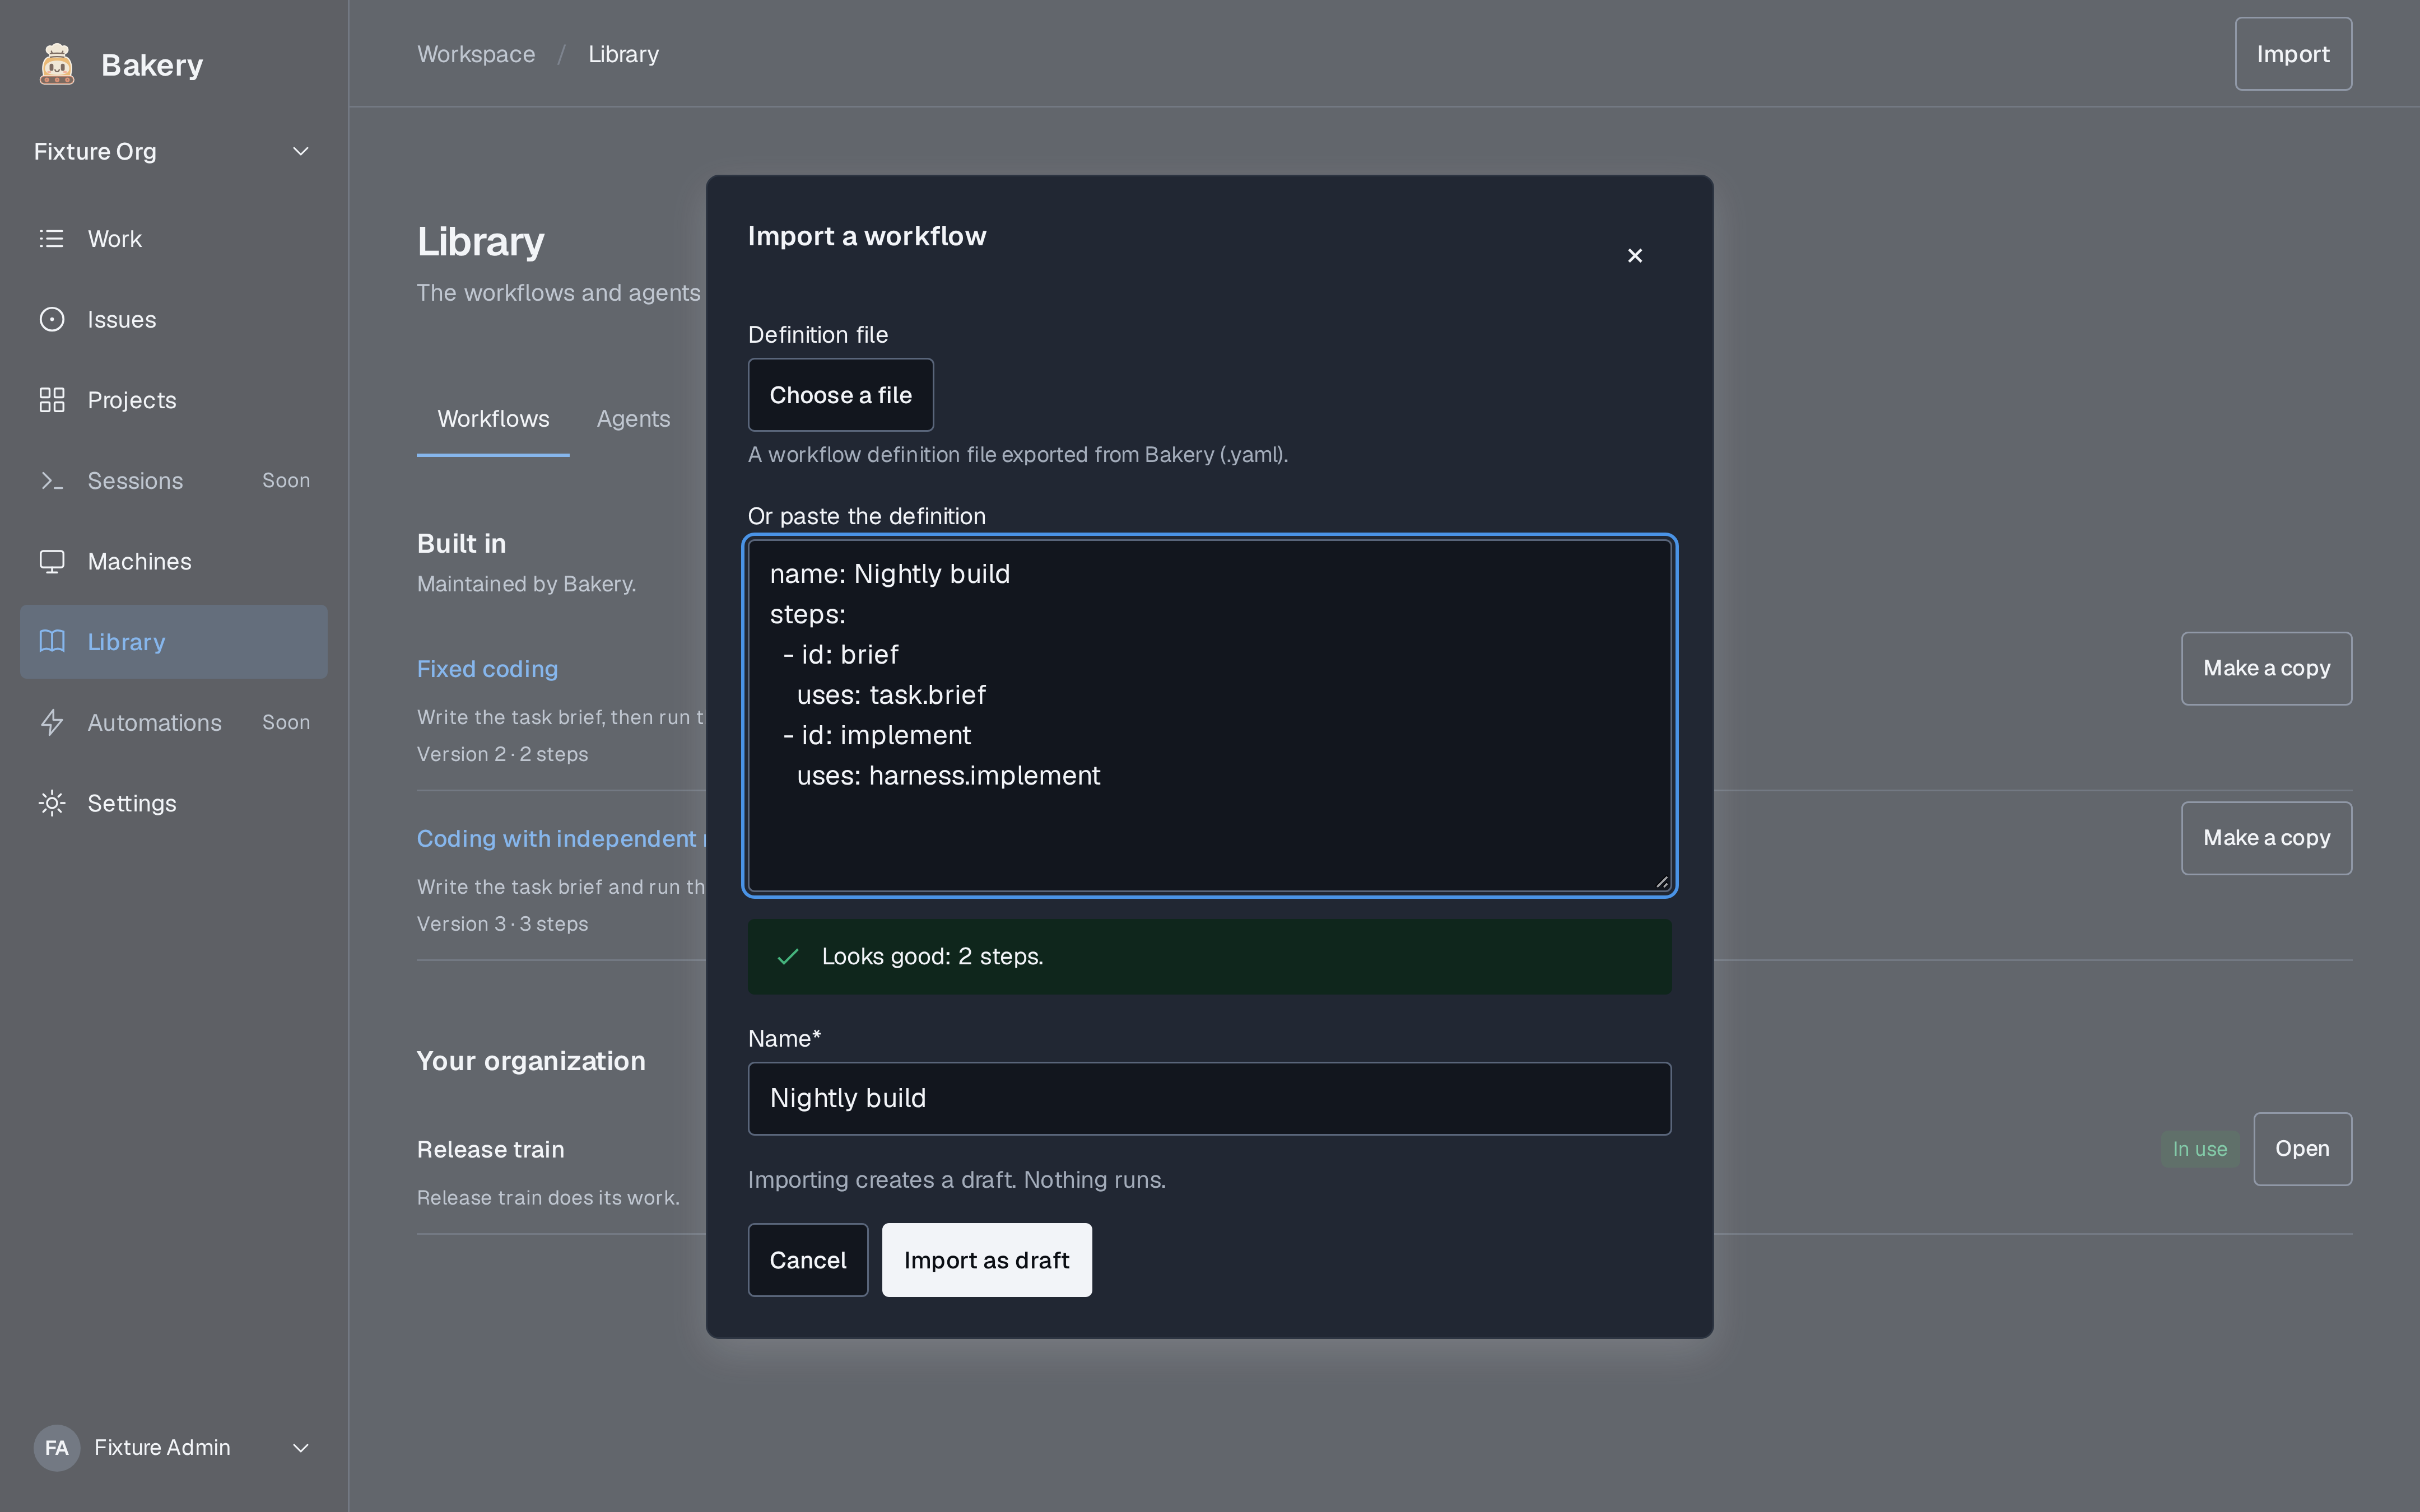 Bakery
Fixture Org
Work
Issues
Projects
Sessions Soon
Machines
Library
Automations Soon
Settings
FA Fixture Admin
Workspace / Library
Import
Library
The workflows and agents
Workflows Agents
Built in
Maintained by Bakery.
Fixed coding
Write the task brief, then run t
Version 2 · 2 steps
Make a copy
Coding with independent
Write the task brief and run th
Version 3 · 3 steps
Make a copy
Your organization
Release train
Release train does its work.
In use
Open
Import a workflow
Definition file
Choose a file
A workflow definition file exported from Bakery (.yaml).
Or paste the definition
name: Nightly build
steps:
  - id: brief
    uses: task.brief
  - id: implement
    uses: harness.implement
Looks good: 2 steps.
Name*
Nightly build
Importing creates a draft. Nothing runs.
Cancel
Import as draft